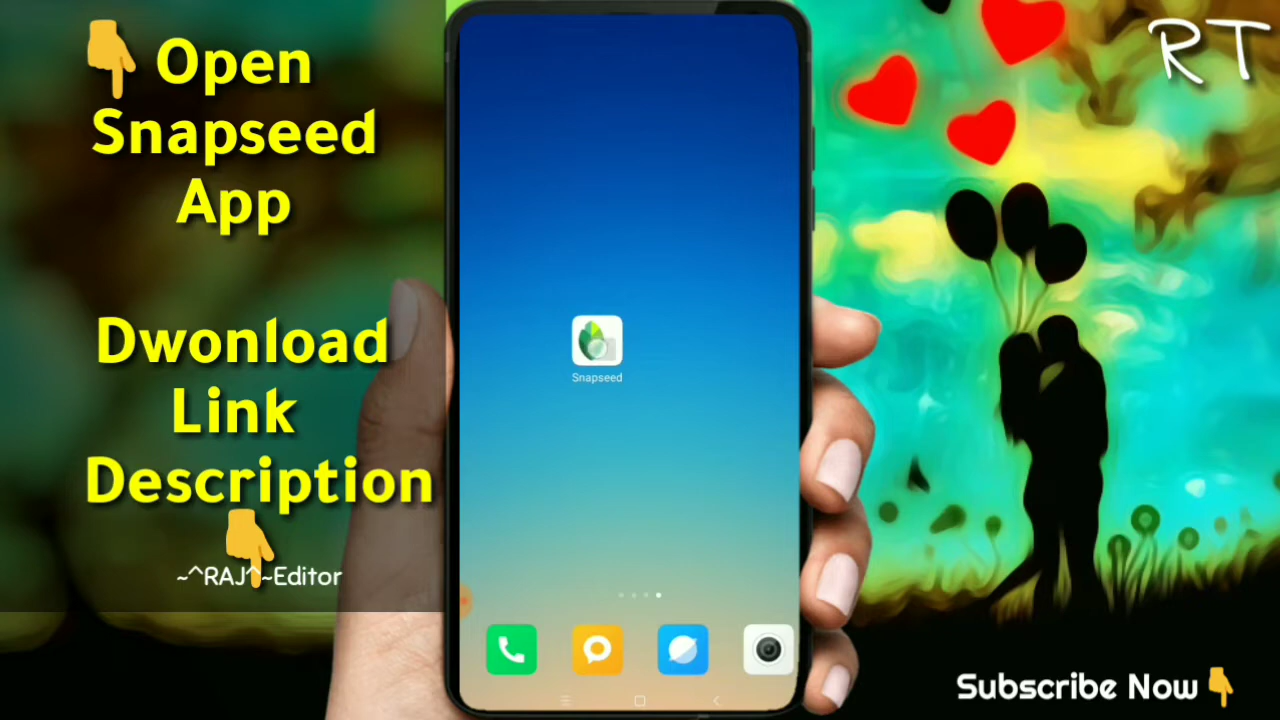 👇Open
Snapseed
App
Dwonload
Link
Description
👇
~^RAJ^~Editor
Snapseed
RT
Subscribe Now👇